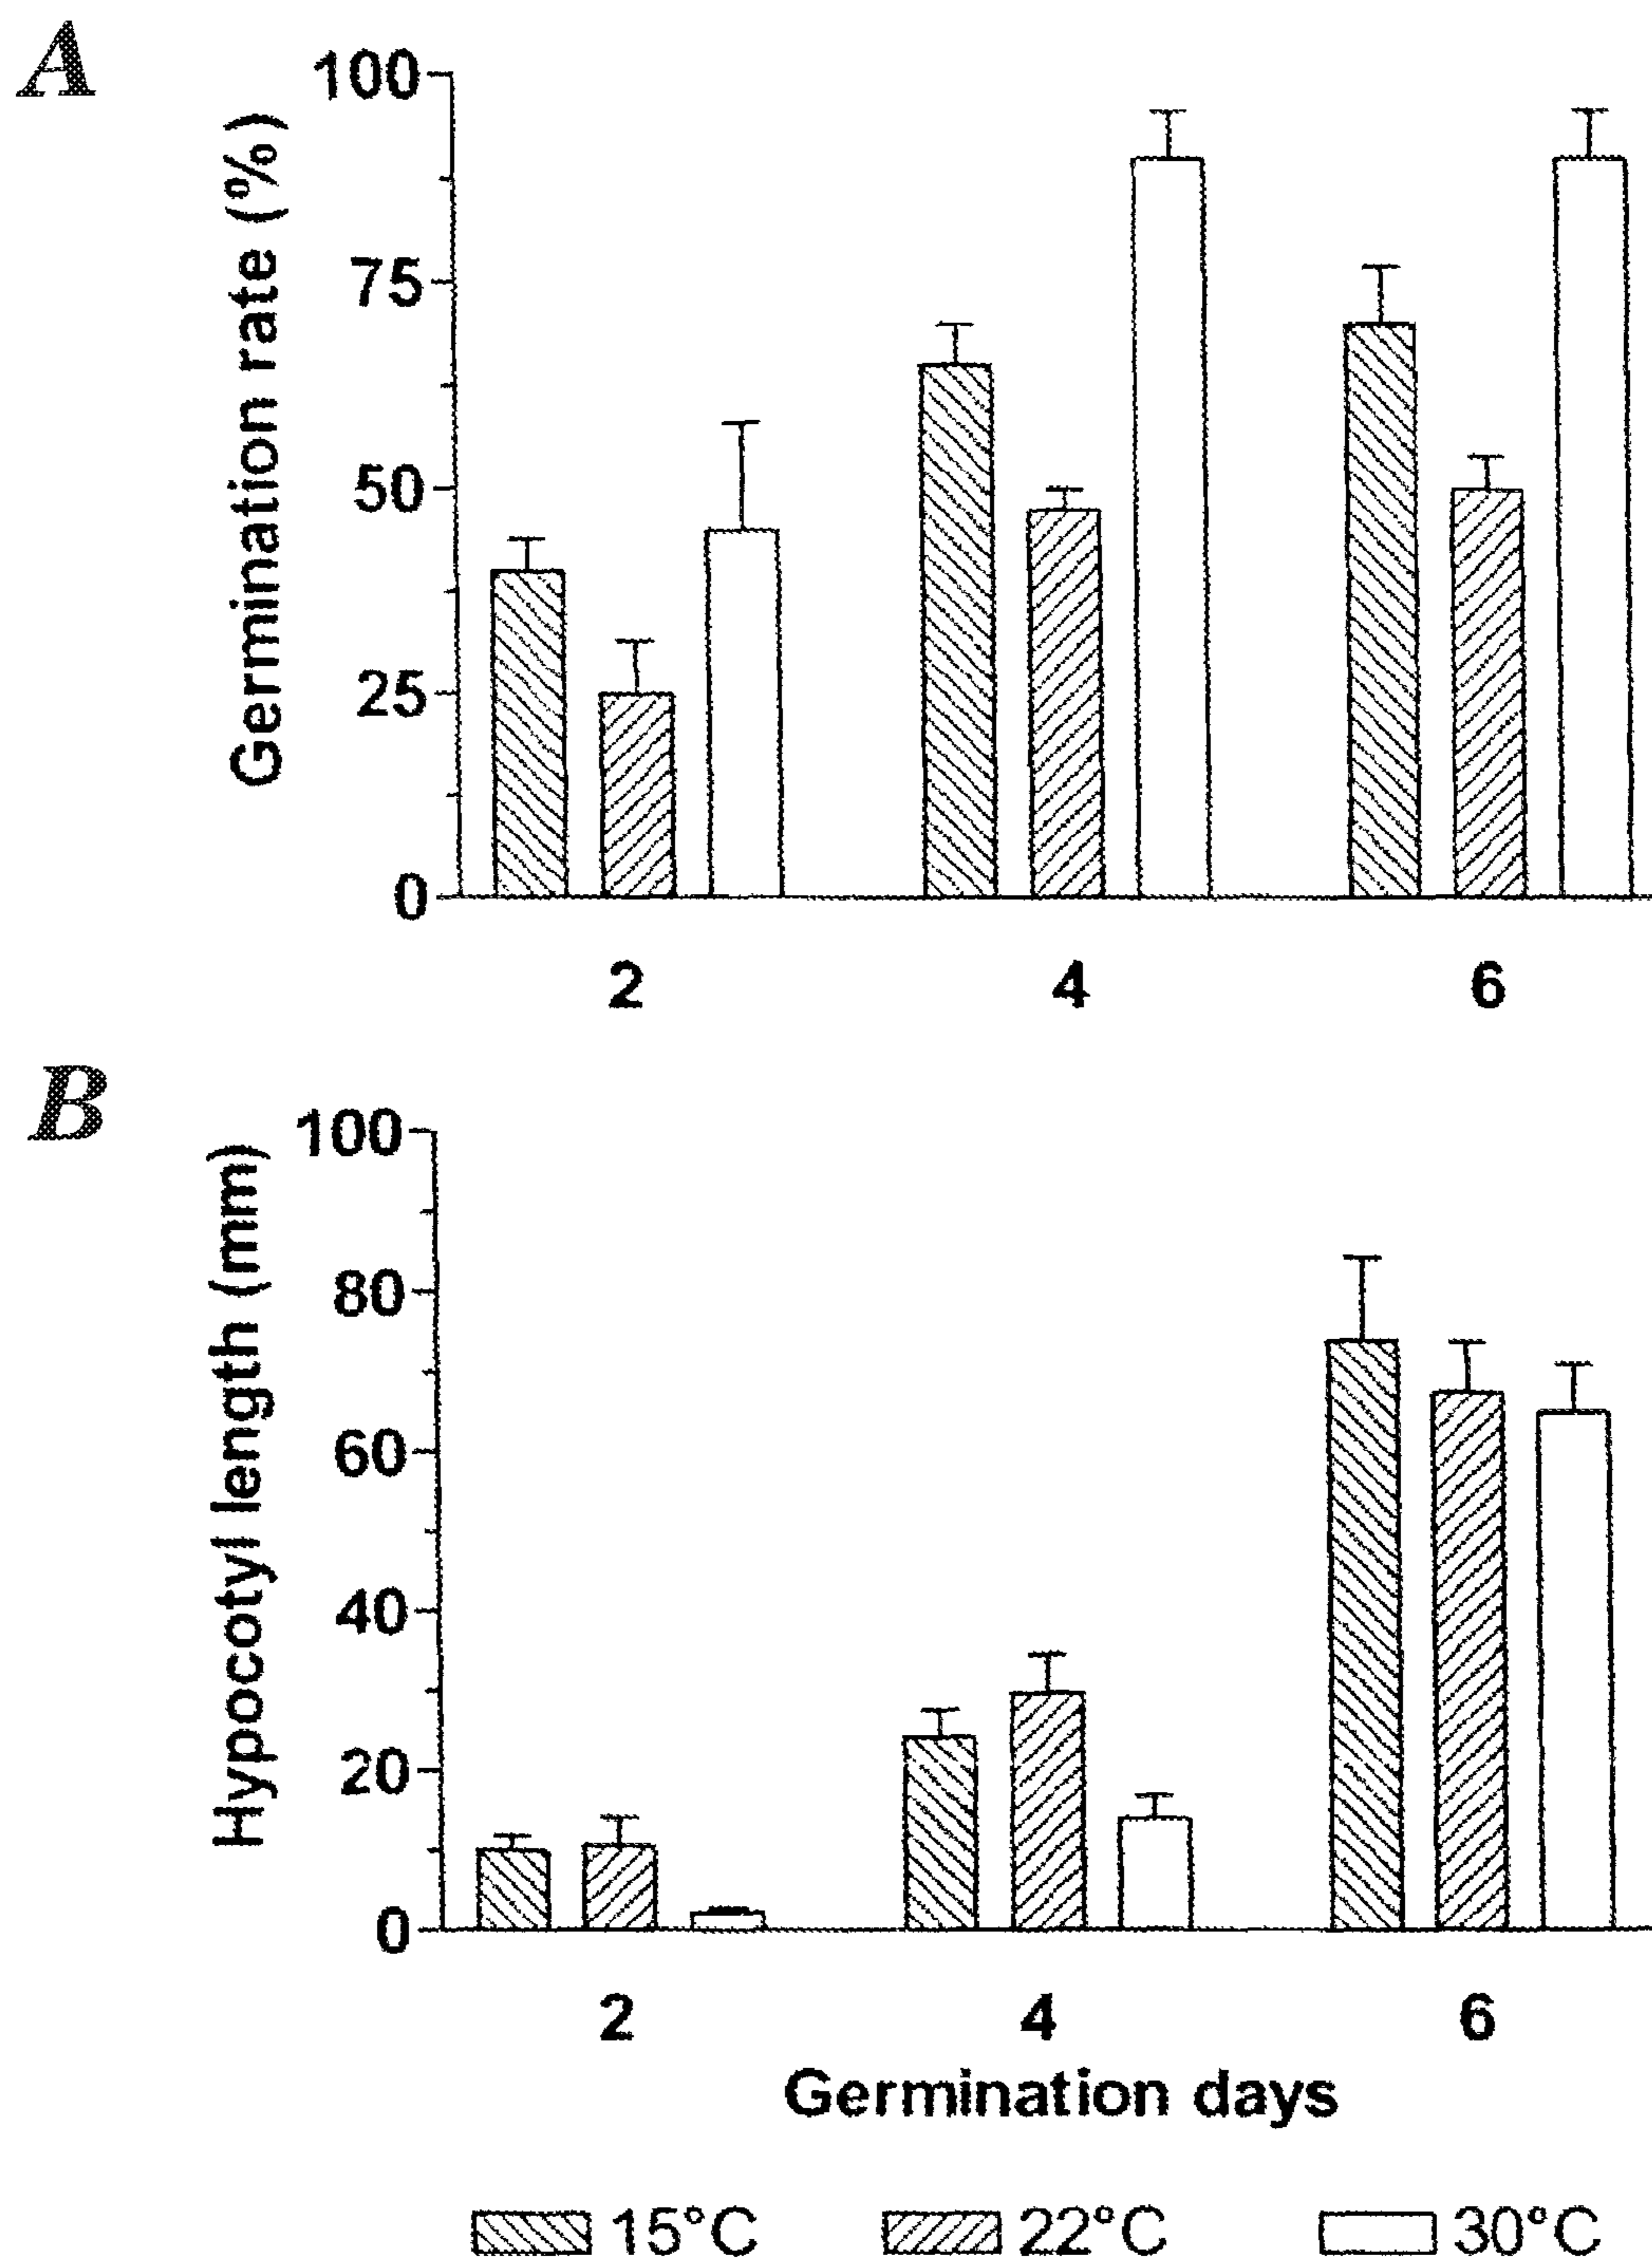 A
Germination rate (%)
100
75
50
25
0
2 4 6
B
Hypocotyl length (mm)
100
80
60
40
20
0
2 4 6
Germination days
15°C 22°C 30°C